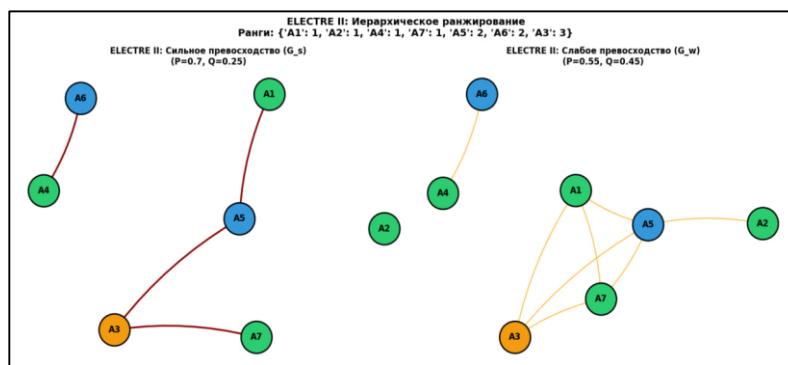 ELECTRE II: Иерархическое ранжирование
Ранги: {'A1': 1, 'A2': 1, 'A4': 1, 'A7': 1, 'A5': 2, 'A6': 2, 'A3': 3}
ELECTRE II: Сильное превосходство (G_s)
(P=0.7, Q=0.25)
A6
A1
A4
A5
A2
A3
A7
ELECTRE II: Слабое превосходство (G_w)
(P=0.55, Q=0.45)
A6
A4
A1
A5
A2
A7
A3